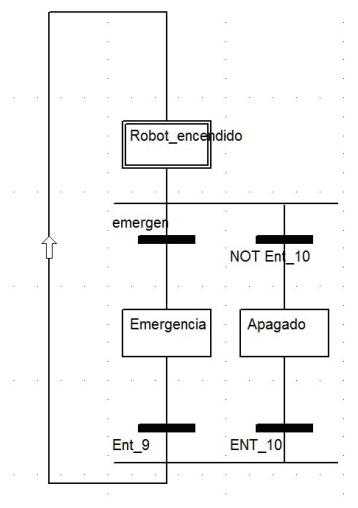 Robot_encendido
emergen
NOT Ent_10
Emergencia
Apagado
Ent_9
ENT_10